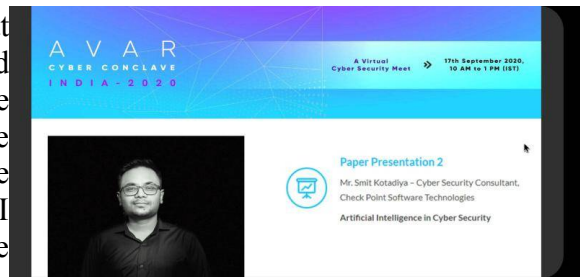 t
d
e
e
e
I
e
A V A R
CYBER CONCLAVE
INDIA-2020
A Virtual
Cyber Security Meet
»
17th September 2020,
10 AM to 1 PM (IST)
Paper Presentation 2
Mr. Smit Kotadiya – Cyber Security Consultant,
Check Point Software Technologies
Artificial Intelligence in Cyber Security